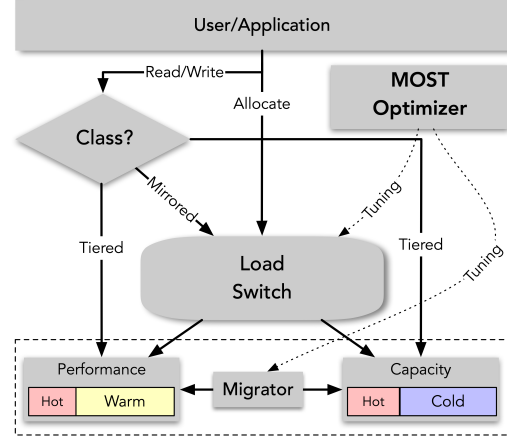 User/Application
Read/Write
MOST
Optimizer
Allocate
Class?
Mirrored
Tuning
Tiered
Tiered
Load
Switch
Tuning
Performance
Capacity
Migrator
Hot
Warm
Hot
Cold